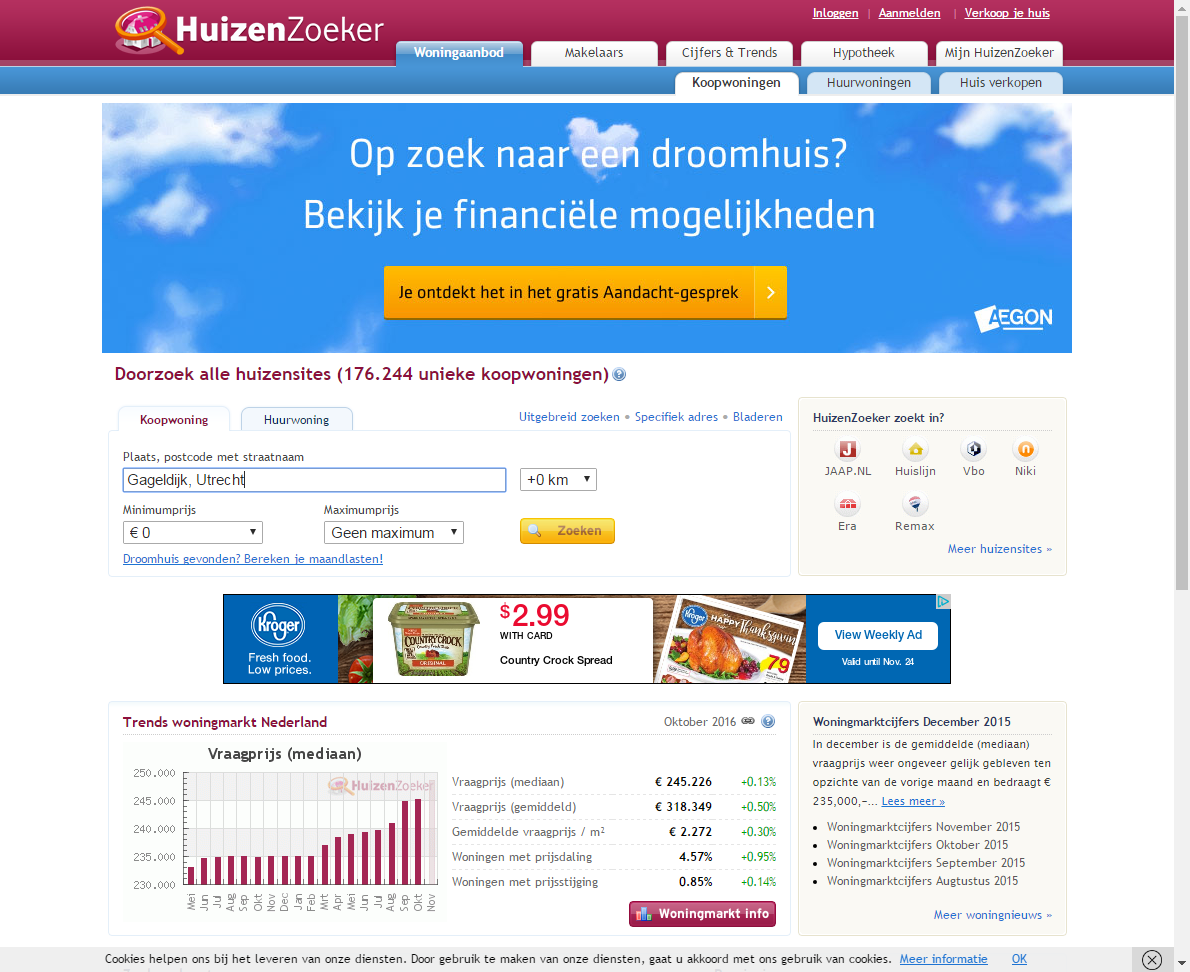 Inloggen | Aanmelden | Verkoop je huis
HuizenZoeker
Woningaanbod
Makelaars
Cijfers & Trends
Hypotheek
Mijn HuizenZoeker
Koopwoningen
Huurwoningen
Huis verkopen
Op zoek naar een droomhuis?
Bekijk je financiële mogelijkheden
Je ontdekt het in het gratis Aandacht-gesprek
AEGON
Doorzoek alle huizensites (176.244 unieke koopwoningen)
Koopwoning
Huurwoning
Uitgebreid zoeken • Specifiek adres • Bladeren
Plaats, postcode met straatnaam
Gageldijk, Utrecht
+0 km
Minimumprijs
Maximumprijs
€ 0
Geen maximum
Zoeken
Droomhuis gevonden? Bereken je maandlasten!
HuizenZoeker zoekt in?
JAAP.NL
Huislijn
Vbo
Niki
Era
Remax
Meer huizensites »
Kroger
Fresh food.
Low prices.
COUNTRY CROCK
ORIGINAL
$2.99
WITH CARD
Country Crock Spread
Kroger
HAPPY
Thanksgiving
79
View Weekly Ad
Valid until Nov. 24
Trends woningmarkt Nederland
Oktober 2016
Vraagprijs (mediaan)
HuizenZoeker
250.000
245.000
240.000
235.000
230.000
Mei Jun Jul Aug Sep Okt Nov Dec Jan Feb Mrt Apr Mei Jun Jul Aug Sep Okt Nov
Vraagprijs (mediaan) € 245.226 +0.13%
Vraagprijs (gemiddeld) € 318.349 +0.50%
Gemiddelde vraagprijs / m² € 2.272 +0.30%
Woningen met prijsdaling 4.57% +0.95%
Woningen met prijsstijging 0.85% +0.14%
Woningmarkt info
Woningmarktcijfers December 2015
In december is de gemiddelde (mediaan)
vraagprijs weer ongeveer gelijk gebleven ten
opzichte van de vorige maand en bedraagt €
235,000,-... Lees meer »
• Woningmarktcijfers November 2015
• Woningmarktcijfers Oktober 2015
• Woningmarktcijfers September 2015
• Woningmarktcijfers Augtustus 2015
Meer woningnieuws »
Cookies helpen ons bij het leveren van onze diensten. Door gebruik te maken van onze diensten, gaat u akkoord met ons gebruik van cookies. Meer informatie OK